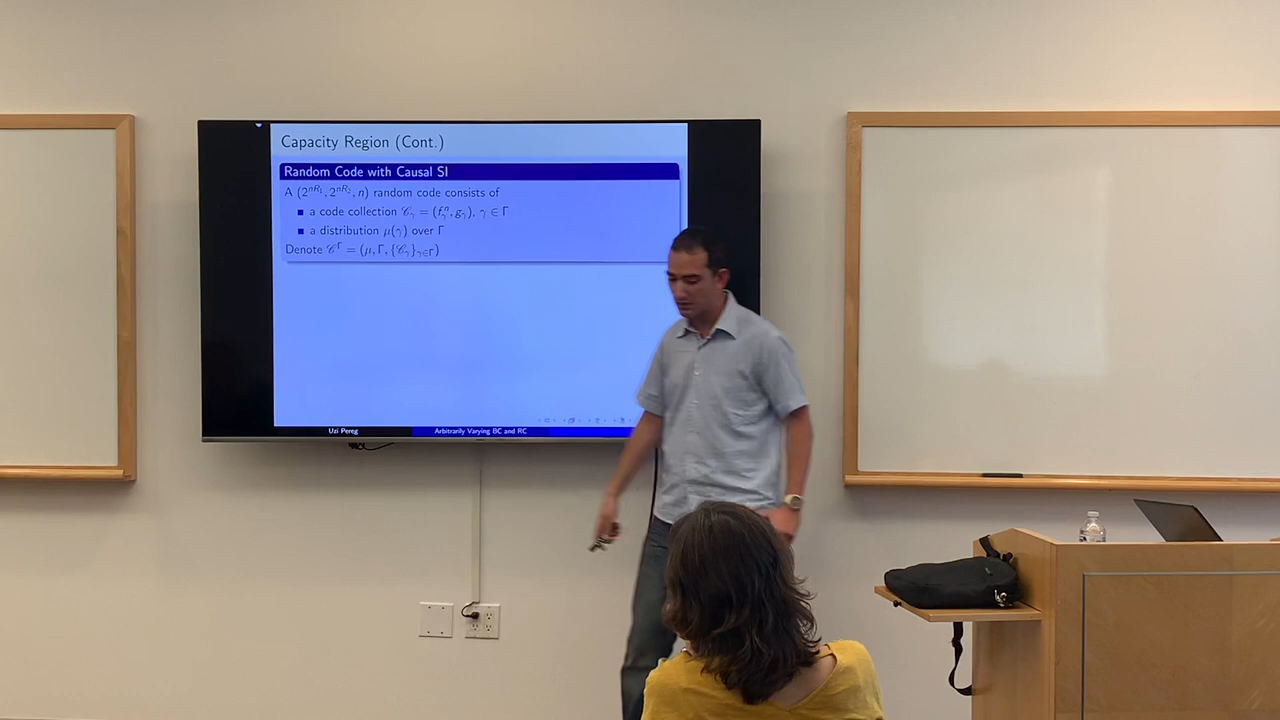 Capacity Region (Cont.)
Random Code with Causal SI
A (2^{nR_1}, 2^{nR_2}, n) random code consists of
■ a code collection 𝒞_γ = (f_γ^n, g_γ), γ ∈ Γ
■ a distribution μ(γ) over Γ
Denote 𝒞^Γ = (μ, Γ, {𝒞_γ}_{γ∈Γ})
Uzi Pereg
Arbitrarily Varying BC and RC